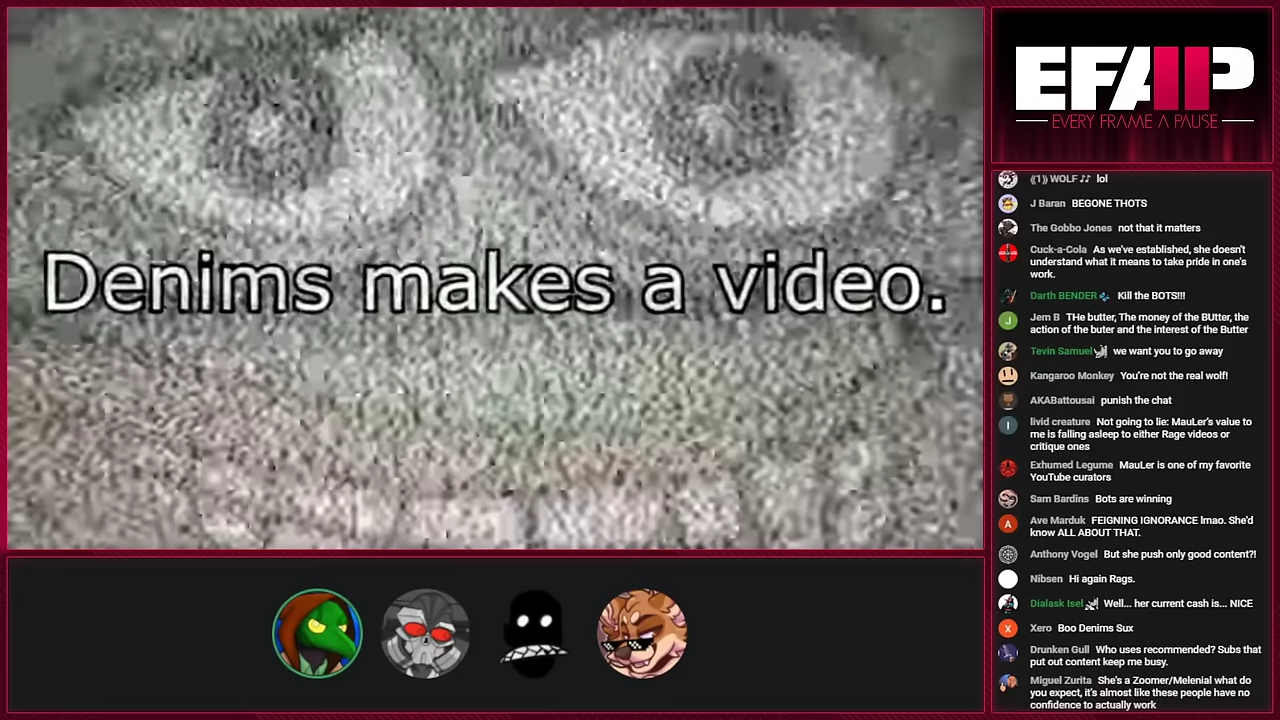 Denims makes a video.
EFAP
EVERY FRAME A PAUSE
((1)) WOLF lol
J Baran BEGONE THOTS
The Gobbo Jones not that it matters
Cuck-a-Cola As we've established, she doesn't
understand what it means to take pride in one's
work.
Darth BENDER Kill the BOTS!!!
J
Jem B THe butter, The money of the BUtter, the
action of the buter and the interest of the Butter
Tevin Samuel we want you to go away
Kangaroo Monkey You're not the real wolf!
AKABattousai punish the chat
I
livid creature Not going to lie: MauLer's value to
me is falling asleep to either Rage videos or
critique ones
Exhumed Legume MauLer is one of my favorite
YouTube curators
Sam Bardins Bots are winning
A
Ave Marduk FEIGNING IGNORANCE lmao. She'd
know ALL ABOUT THAT.
Anthony Vogel But she push only good content?!
Nibsen Hi again Rags.
Dialask Isel Well... her current cash is... NICE
X
Xero Boo Denims Sux
Drunken Gull Who uses recommended? Subs that
put out content keep me busy.
Miguel Zurita She's a Zoomer/Melenial what do
you expect, it's almost like these people have no
confidence to actually work